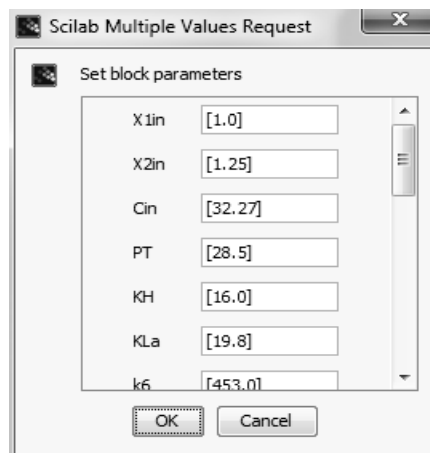 Scilab Multiple Values Request
Set block parameters
X1in [1.0]
X2in [1.25]
Cin [32.27]
PT [28.5]
KH [16.0]
KLa [19.8]
k6 [453.0]
OK Cancel